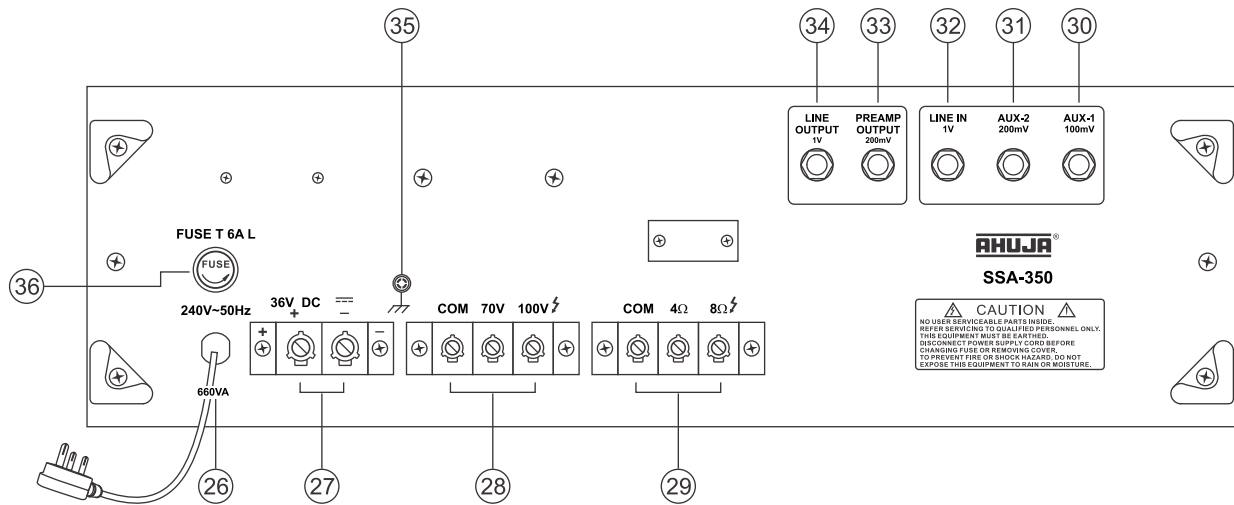 35
34
33
32
31
30
LINE
OUTPUT
1V
PREAMP
OUTPUT
200mV
LINE IN
1V
AUX-2
200mV
AUX-1
100mV
FUSE T 6A L
FUSE
36
AHUJA®
SSA-350
240V~50Hz
36V DC
+
−
+
−
COM 70V 100V
COM 4Ω 8Ω
CAUTION
NO USER SERVICEABLE PARTS INSIDE.
REFER SERVICING TO QUALIFIED PERSONNEL ONLY.
THIS EQUIPMENT MUST BE EARTHED.
DISCONNECT POWER SUPPLY CORD BEFORE
CHANGING FUSE OR REMOVING COVER.
TO PREVENT FIRE OR SHOCK HAZARD, DO NOT
EXPOSE THIS EQUIPMENT TO RAIN OR MOISTURE.
660VA
26
27
28
29